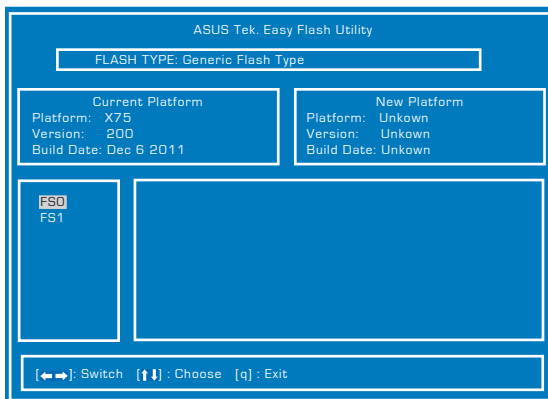 ASUS Tek. Easy Flash Utility
FLASH TYPE: Generic Flash Type
Current Platform
Platform: X75
Version: 200
Build Date: Dec 6 2011
New Platform
Platform: Unkown
Version: Unkown
Build Date: Unkown
FS0
FS1
[←→]: Switch [↑↓] : Choose [q] : Exit